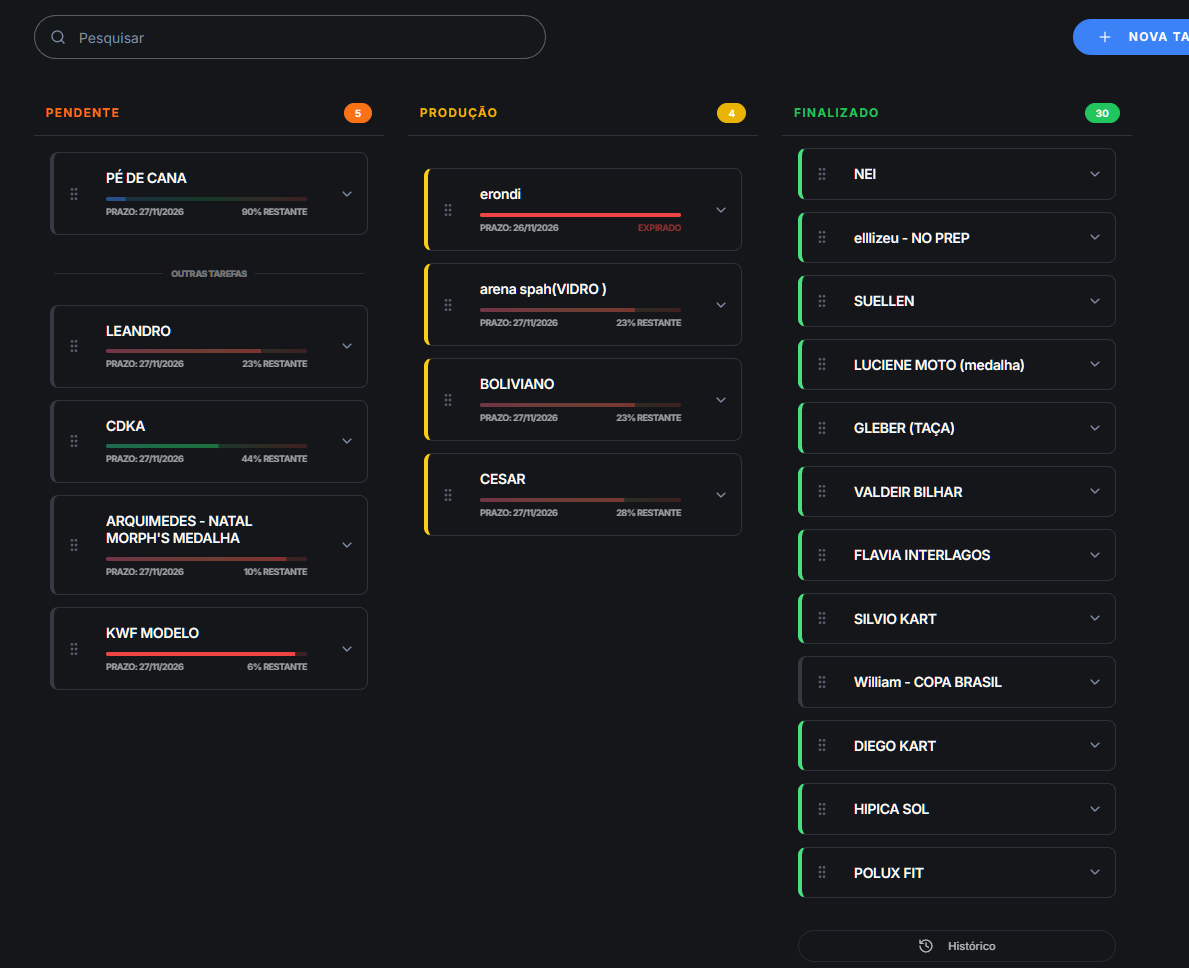 Pesquisar
NOVA TA
PENDENTE
5
PÉ DE CANA
PRAZO: 27/11/2026
90% RESTANTE
OUTRAS TAREFAS
LEANDRO
PRAZO: 27/11/2026
23% RESTANTE
CDKA
PRAZO: 27/11/2026
44% RESTANTE
ARQUIMEDES - NATAL
MORPH'S MEDALHA
PRAZO: 27/11/2026
10% RESTANTE
KWF MODELO
PRAZO: 27/11/2026
6% RESTANTE
PRODUÇÃO
4
erondi
PRAZO: 26/11/2026
EXPIRADO
arena spah(VIDRO )
PRAZO: 27/11/2026
23% RESTANTE
BOLIVIANO
PRAZO: 27/11/2026
23% RESTANTE
CESAR
PRAZO: 27/11/2026
28% RESTANTE
FINALIZADO
30
NEI
elllizeu - NO PREP
SUELLEN
LUCIENE MOTO (medalha)
GLEBER (TAÇA)
VALDEIR BILHAR
FLAVIA INTERLAGOS
SILVIO KART
William - COPA BRASIL
DIEGO KART
HIPICA SOL
POLUX FIT
Histórico